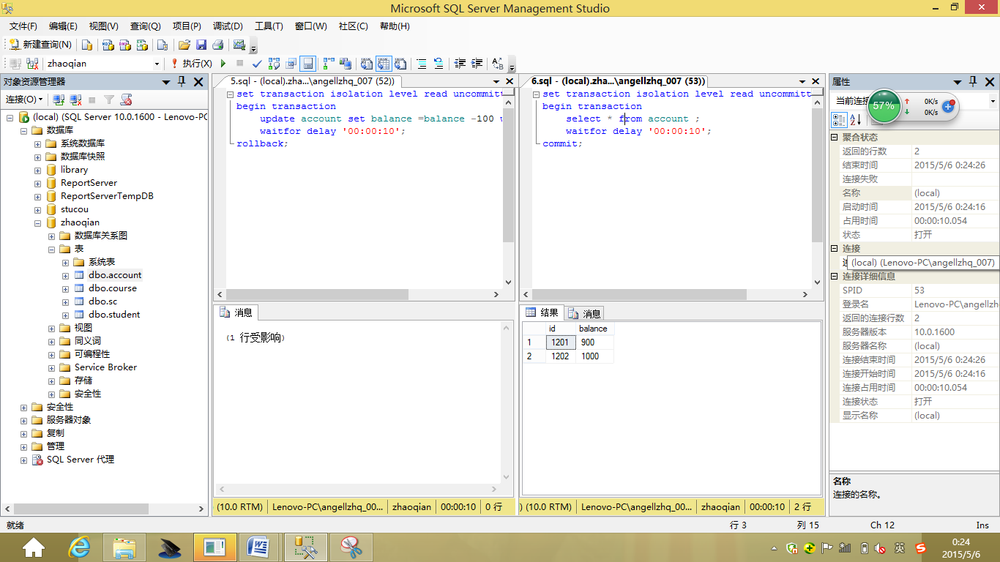 Microsoft SQL Server Management Studio
文件(F) 编辑(E) 视图(V) 查询(Q) 项目(P) 调试(D) 工具(T) 窗口(W) 社区(C) 帮助(H)
新建查询(N)
zhaoqian 执行(X)
对象资源管理器
连接(O)
(local) (SQL Server 10.0.1600 - Lenovo-PC
数据库
系统数据库
数据库快照
library
ReportServer
ReportServerTempDB
stucou
zhaoqian
数据库关系图
表
系统表
dbo.account
dbo.course
dbo.sc
dbo.student
视图
同义词
可编程性
Service Broker
存储
安全性
安全性
服务器对象
复制
管理
SQL Server 代理
5.sql - (local).zha...\angellzhq_007 (52))
set transaction isolation level read uncommitt
begin transaction
update account set balance =balance -100 w
waitfor delay '00:00:10';
rollback;
消息
(1 行受影响)
(10.0 RTM) Lenovo-PC\angellzhq_00... zhaoqian 00:00:10 0 行
6.sql - (local).zha...\angellzhq_007 (53))
set transaction isolation level read uncommitt
begin transaction
select * from account ;
waitfor delay '00:00:10';
commit;
结果 消息
id balance
1 1201 900
2 1202 1000
) (10.0 RTM) Lenovo-PC\angellzhq_00... zhaoqian 00:00:10 2 行
属性
当前连接
57% 0K/s
0K/s
聚合状态
返回的行数 2
结束时间 2015/5/6 0:24:26
连接失败
名称 (local)
启动时间 2015/5/6 0:24:16
占用时间 00:00:10.054
状态 打开
连接
(local) (Lenovo-PC\angellzhq_007)
连接详细信息
SPID 53
登录名 Lenovo-PC\angellzh
返回的连接行数 2
服务器版本 10.0.1600
服务器名称 (local)
连接结束时间 2015/5/6 0:24:26
连接开始时间 2015/5/6 0:24:16
连接占用时间 00:00:10.054
连接状态 打开
显示名称 (local)
名称
连接的名称。
就绪 行 3 列 15 Ch 12 Ins
英 0:24
2015/5/6